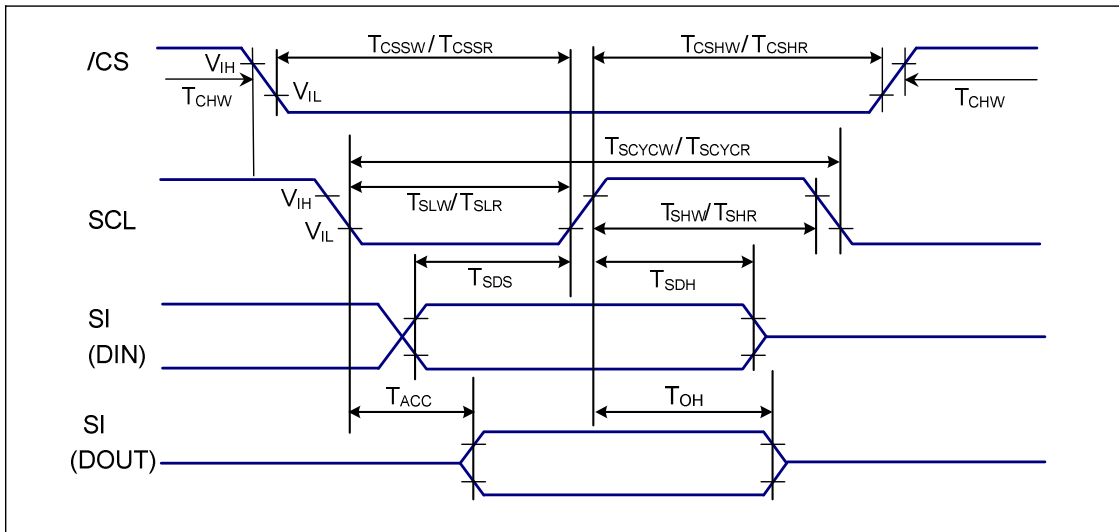 TCSSW/TCSSR
TCSHW/TCSHR
/CS
VIH
TCHW
VIL
TCHW
TSCYCW/TSCYCR
VIH
TSLW/TSLR
SCL
TSHW/TSHR
VIL
TSDS
TSDH
SI
(DIN)
TACC
TOH
SI
(DOUT)